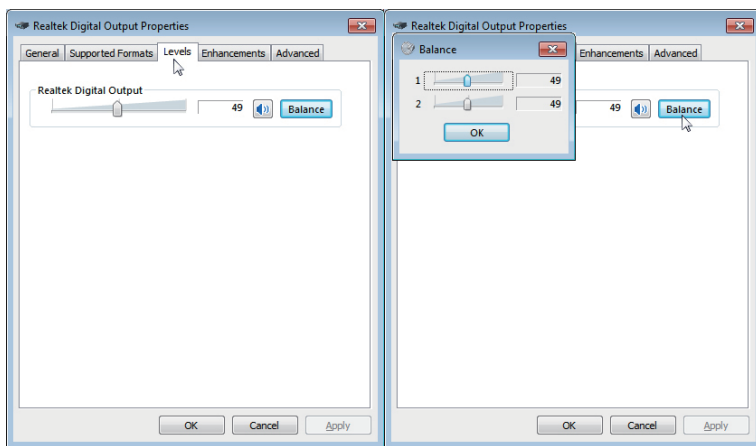 Realtek Digital Output Properties
General Supported Formats Levels Enhancements Advanced
Realtek Digital Output
49 Balance
OK Cancel Apply
Realtek Digital Output Properties
Enhancements Advanced
Balance
1 49
2 49
OK
49 Balance
OK Cancel Apply